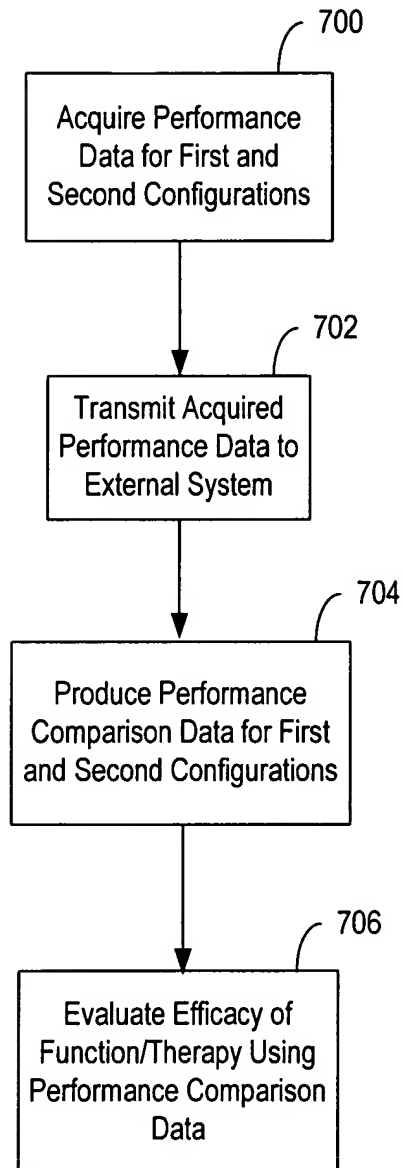 700
Acquire Performance
Data for First and
Second Configurations
702
Transmit Acquired
Performance Data to
External System
704
Produce Performance
Comparison Data for First
and Second Configurations
706
Evaluate Efficacy of
Function/Therapy Using
Performance Comparison
Data